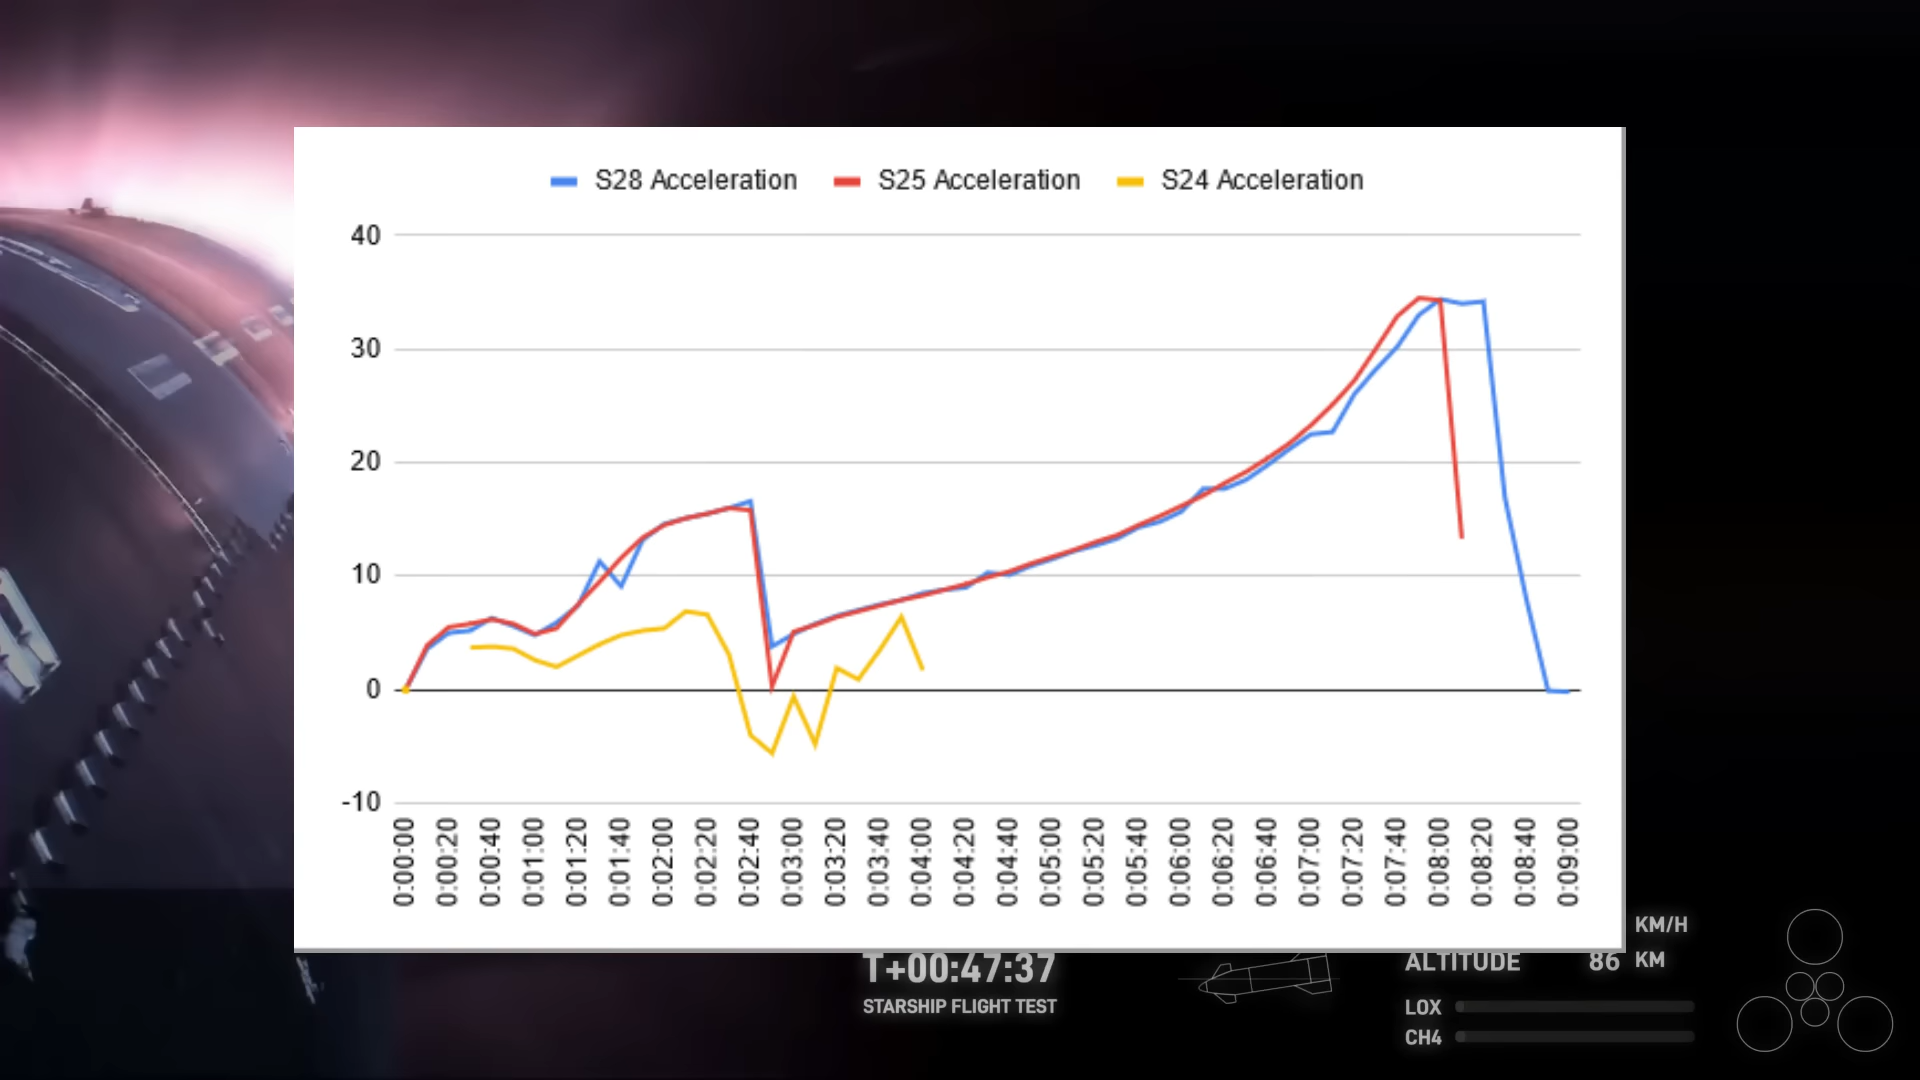 S28 Acceleration S25 Acceleration S24 Acceleration
40
30
20
10
0
-10
0:00:00 0:00:20 0:00:40 0:01:00 0:01:20 0:01:40 0:02:00 0:02:20 0:02:40 0:03:00 0:03:20 0:03:40 0:04:00 0:04:20 0:04:40 0:05:00 0:05:20 0:05:40 0:06:00 0:06:20 0:06:40 0:07:00 0:07:20 0:07:40 0:08:00 0:08:20 0:08:40 0:09:00
KM/H
T+00:47:37
STARSHIP FLIGHT TEST
ALTITUDE 86 KM
LOX
CH4